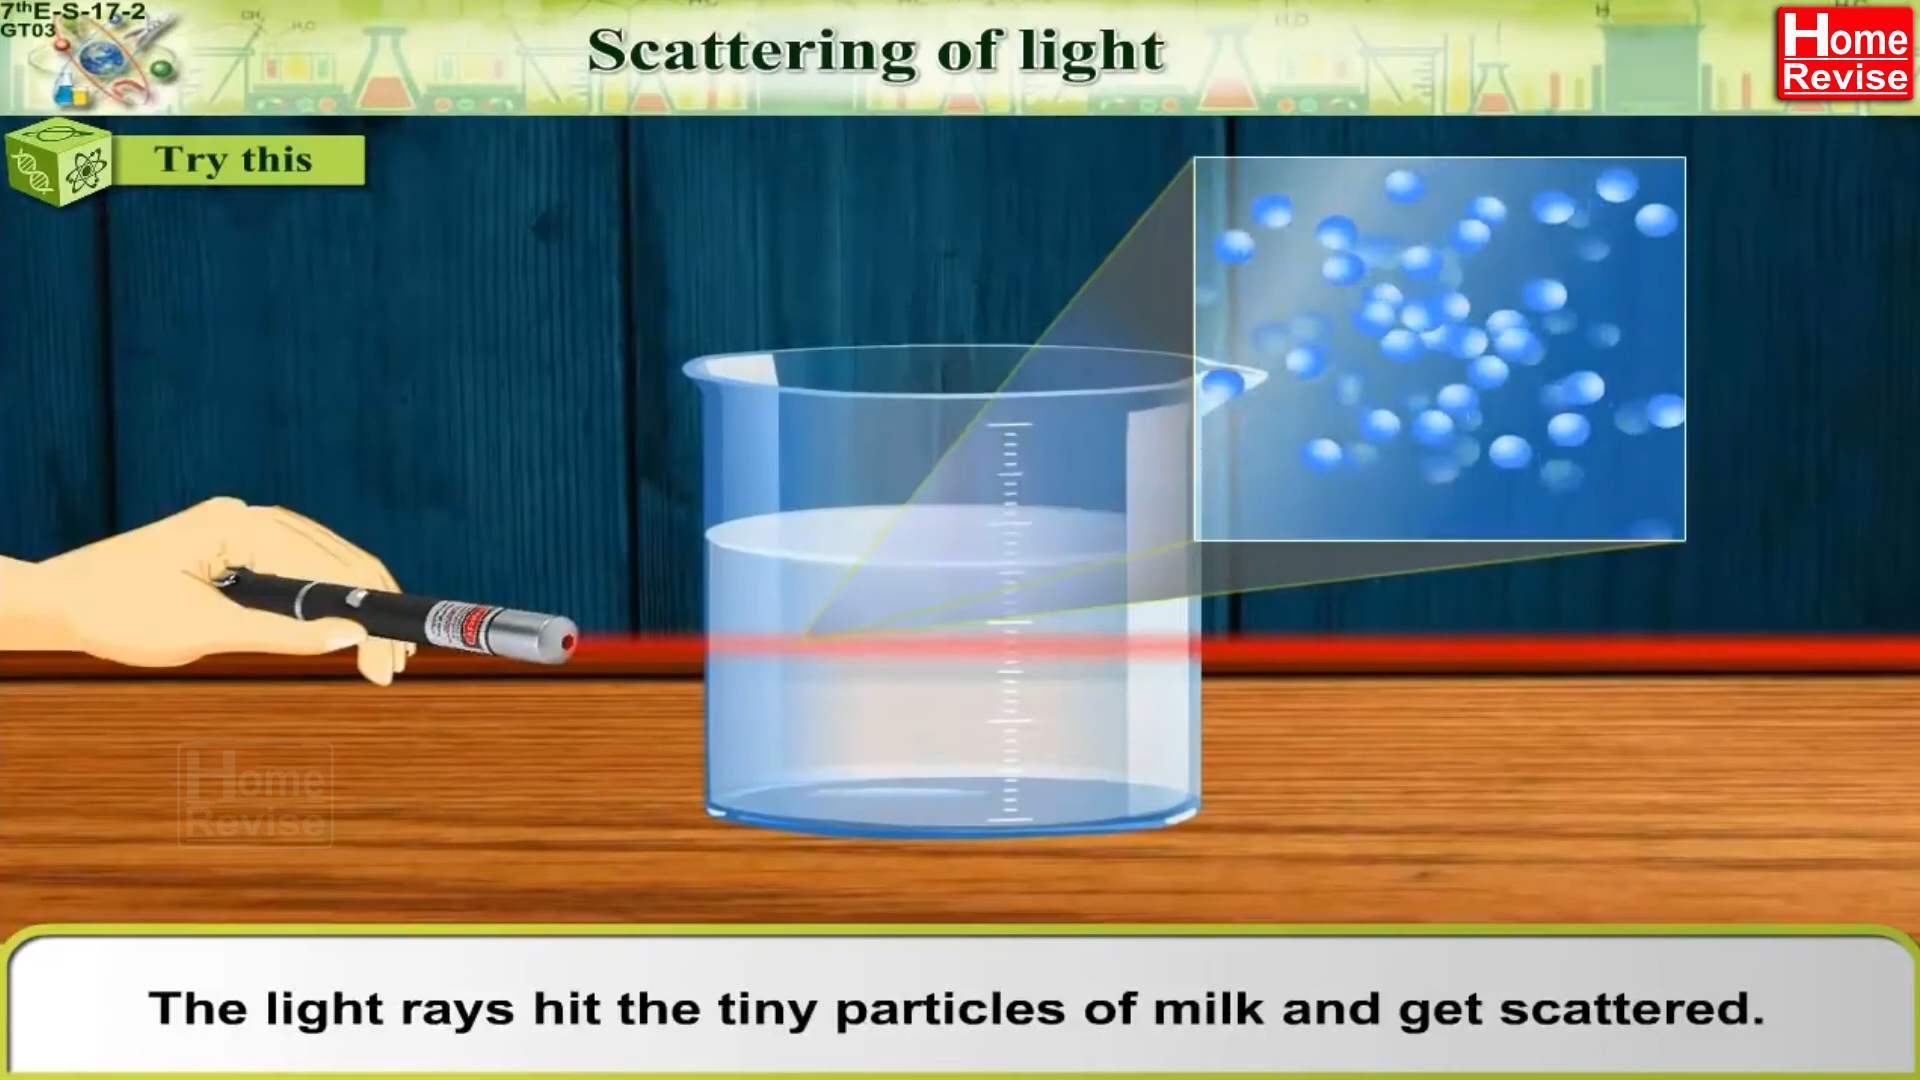 7thE-S-17-2
GT03
Scattering of light
Home
Revise
Try this
Home
Revise
The light rays hit the tiny particles of milk and get scattered.